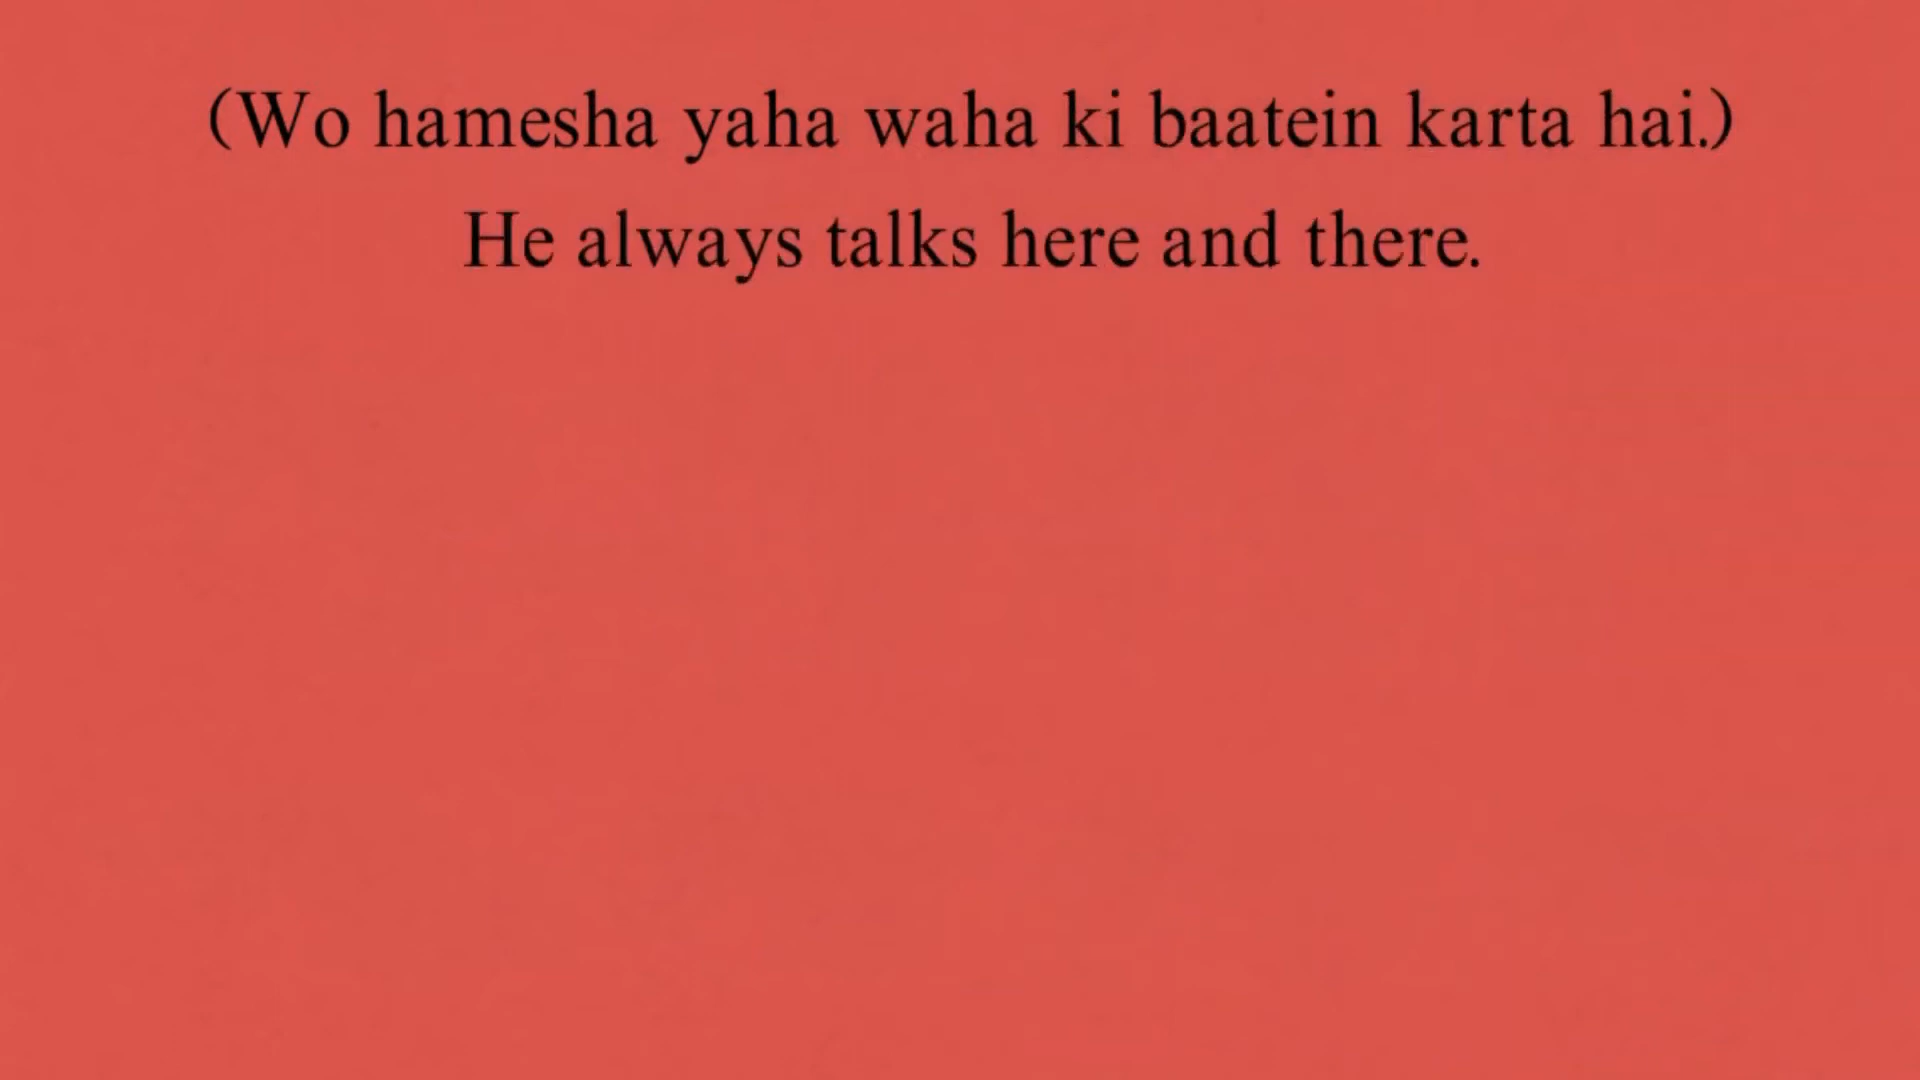 (Wo hamesha yaha waha ki baatein karta hai.)
He always talks here and there.